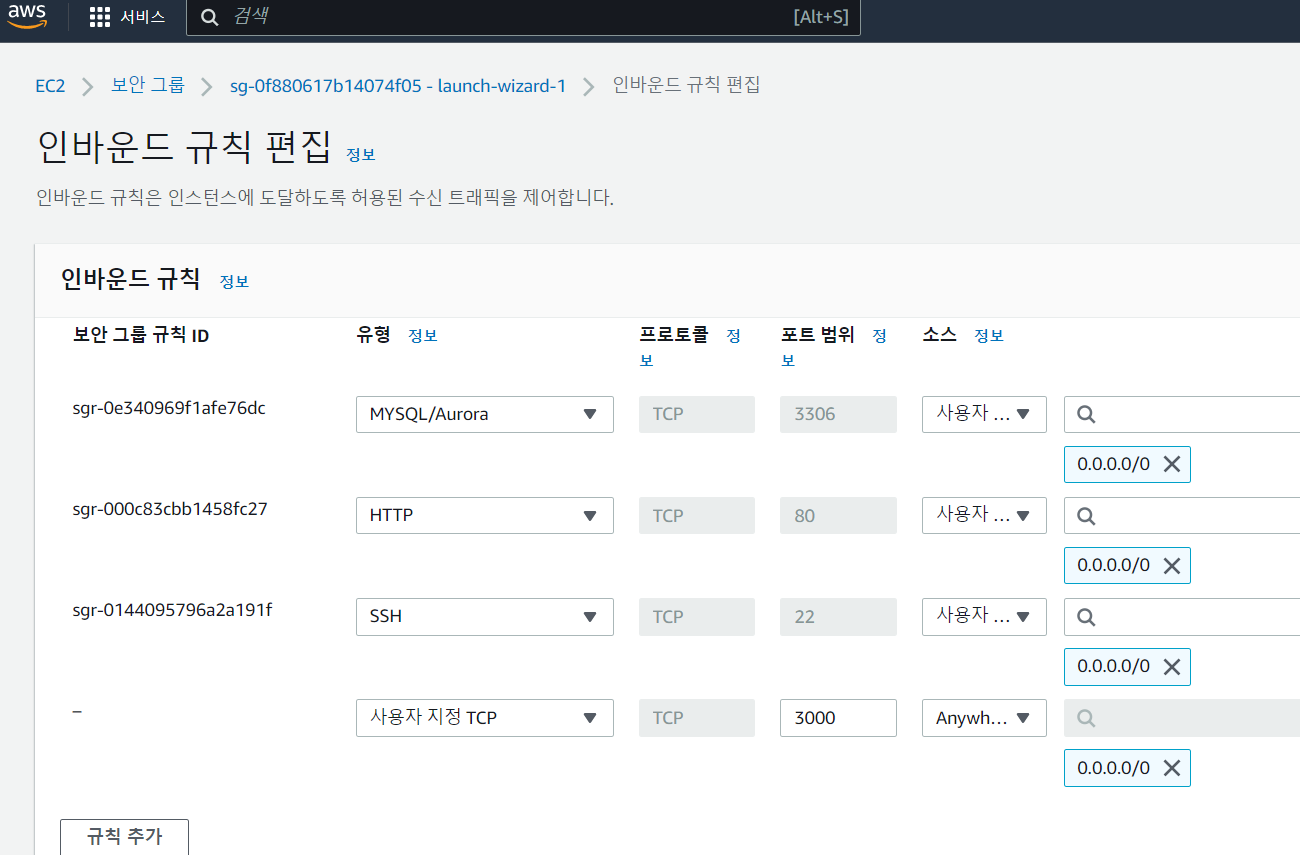 aws 서비스 검색 [Alt+S]
EC2 보안 그룹 sg-0f880617b14074f05 - launch-wizard-1 인바운드 규칙 편집
인바운드 규칙 편집 정보
인바운드 규칙은 인스턴스에 도달하도록 허용된 수신 트래픽을 제어합니다.
인바운드 규칙 정보
보안 그룹 규칙 ID 유형 정보 프로토콜 정 포트 범위 정 소스 정보
보 보
sgr-0e340969f1afe76dc MYSQL/Aurora TCP 3306 사용자 ...
0.0.0.0/0
sgr-000c83cbb1458fc27 HTTP TCP 80 사용자 ...
0.0.0.0/0
sgr-0144095796a2a191f SSH TCP 22 사용자 ...
0.0.0.0/0
– 사용자 지정 TCP TCP 3000 Anywh...
0.0.0.0/0
규칙 추가